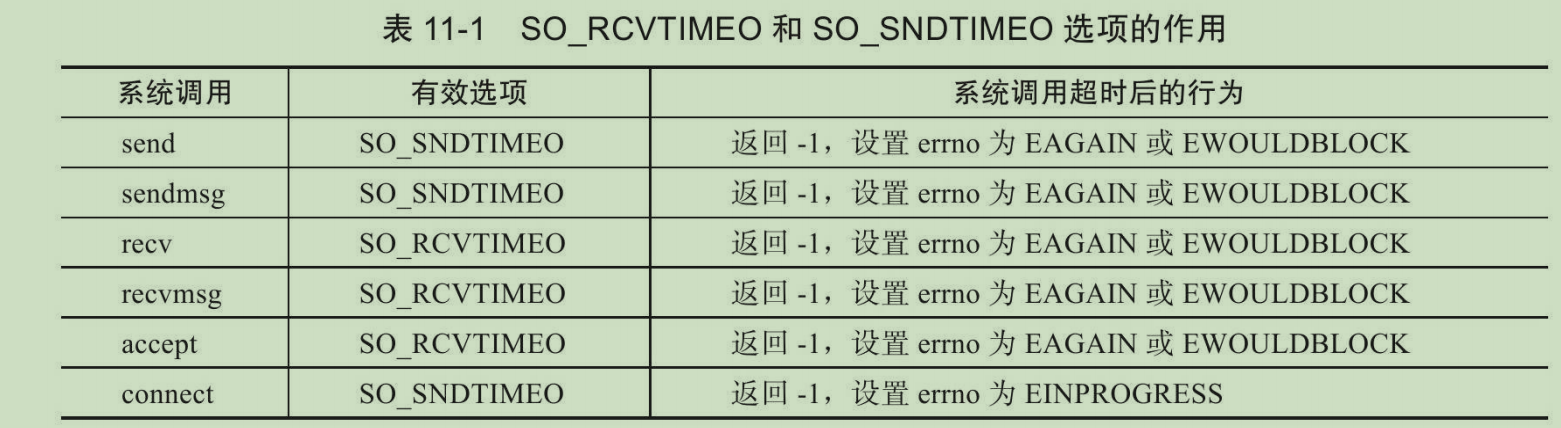 表 11-1 SO_RCVTIMEO 和 SO_SNDTIMEO 选项的作用
系统调用 有效选项 系统调用超时后的行为
send SO_SNDTIMEO 返回 -1，设置 errno 为 EAGAIN 或 EWOULDBLOCK
sendmsg SO_SNDTIMEO 返回 -1，设置 errno 为 EAGAIN 或 EWOULDBLOCK
recv SO_RCVTIMEO 返回 -1，设置 errno 为 EAGAIN 或 EWOULDBLOCK
recvmsg SO_RCVTIMEO 返回 -1，设置 errno 为 EAGAIN 或 EWOULDBLOCK
accept SO_RCVTIMEO 返回 -1，设置 errno 为 EAGAIN 或 EWOULDBLOCK
connect SO_SNDTIMEO 返回 -1，设置 errno 为 EINPROGRESS